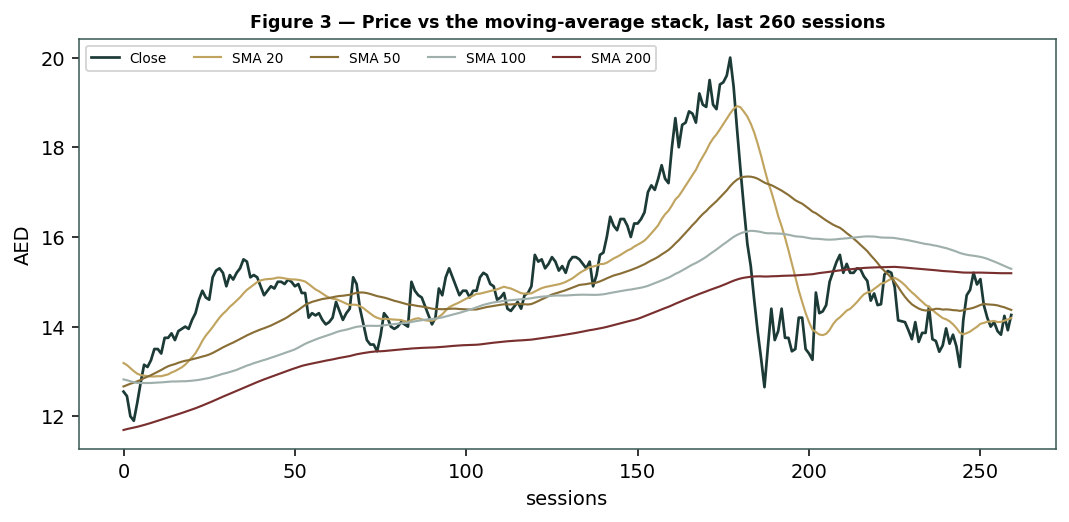 Figure 3 — Price vs the moving-average stack, last 260 sessions
Close SMA 20 SMA 50 SMA 100 SMA 200
20
18
16
14
12
AED
0 50 100 150 200 250
sessions